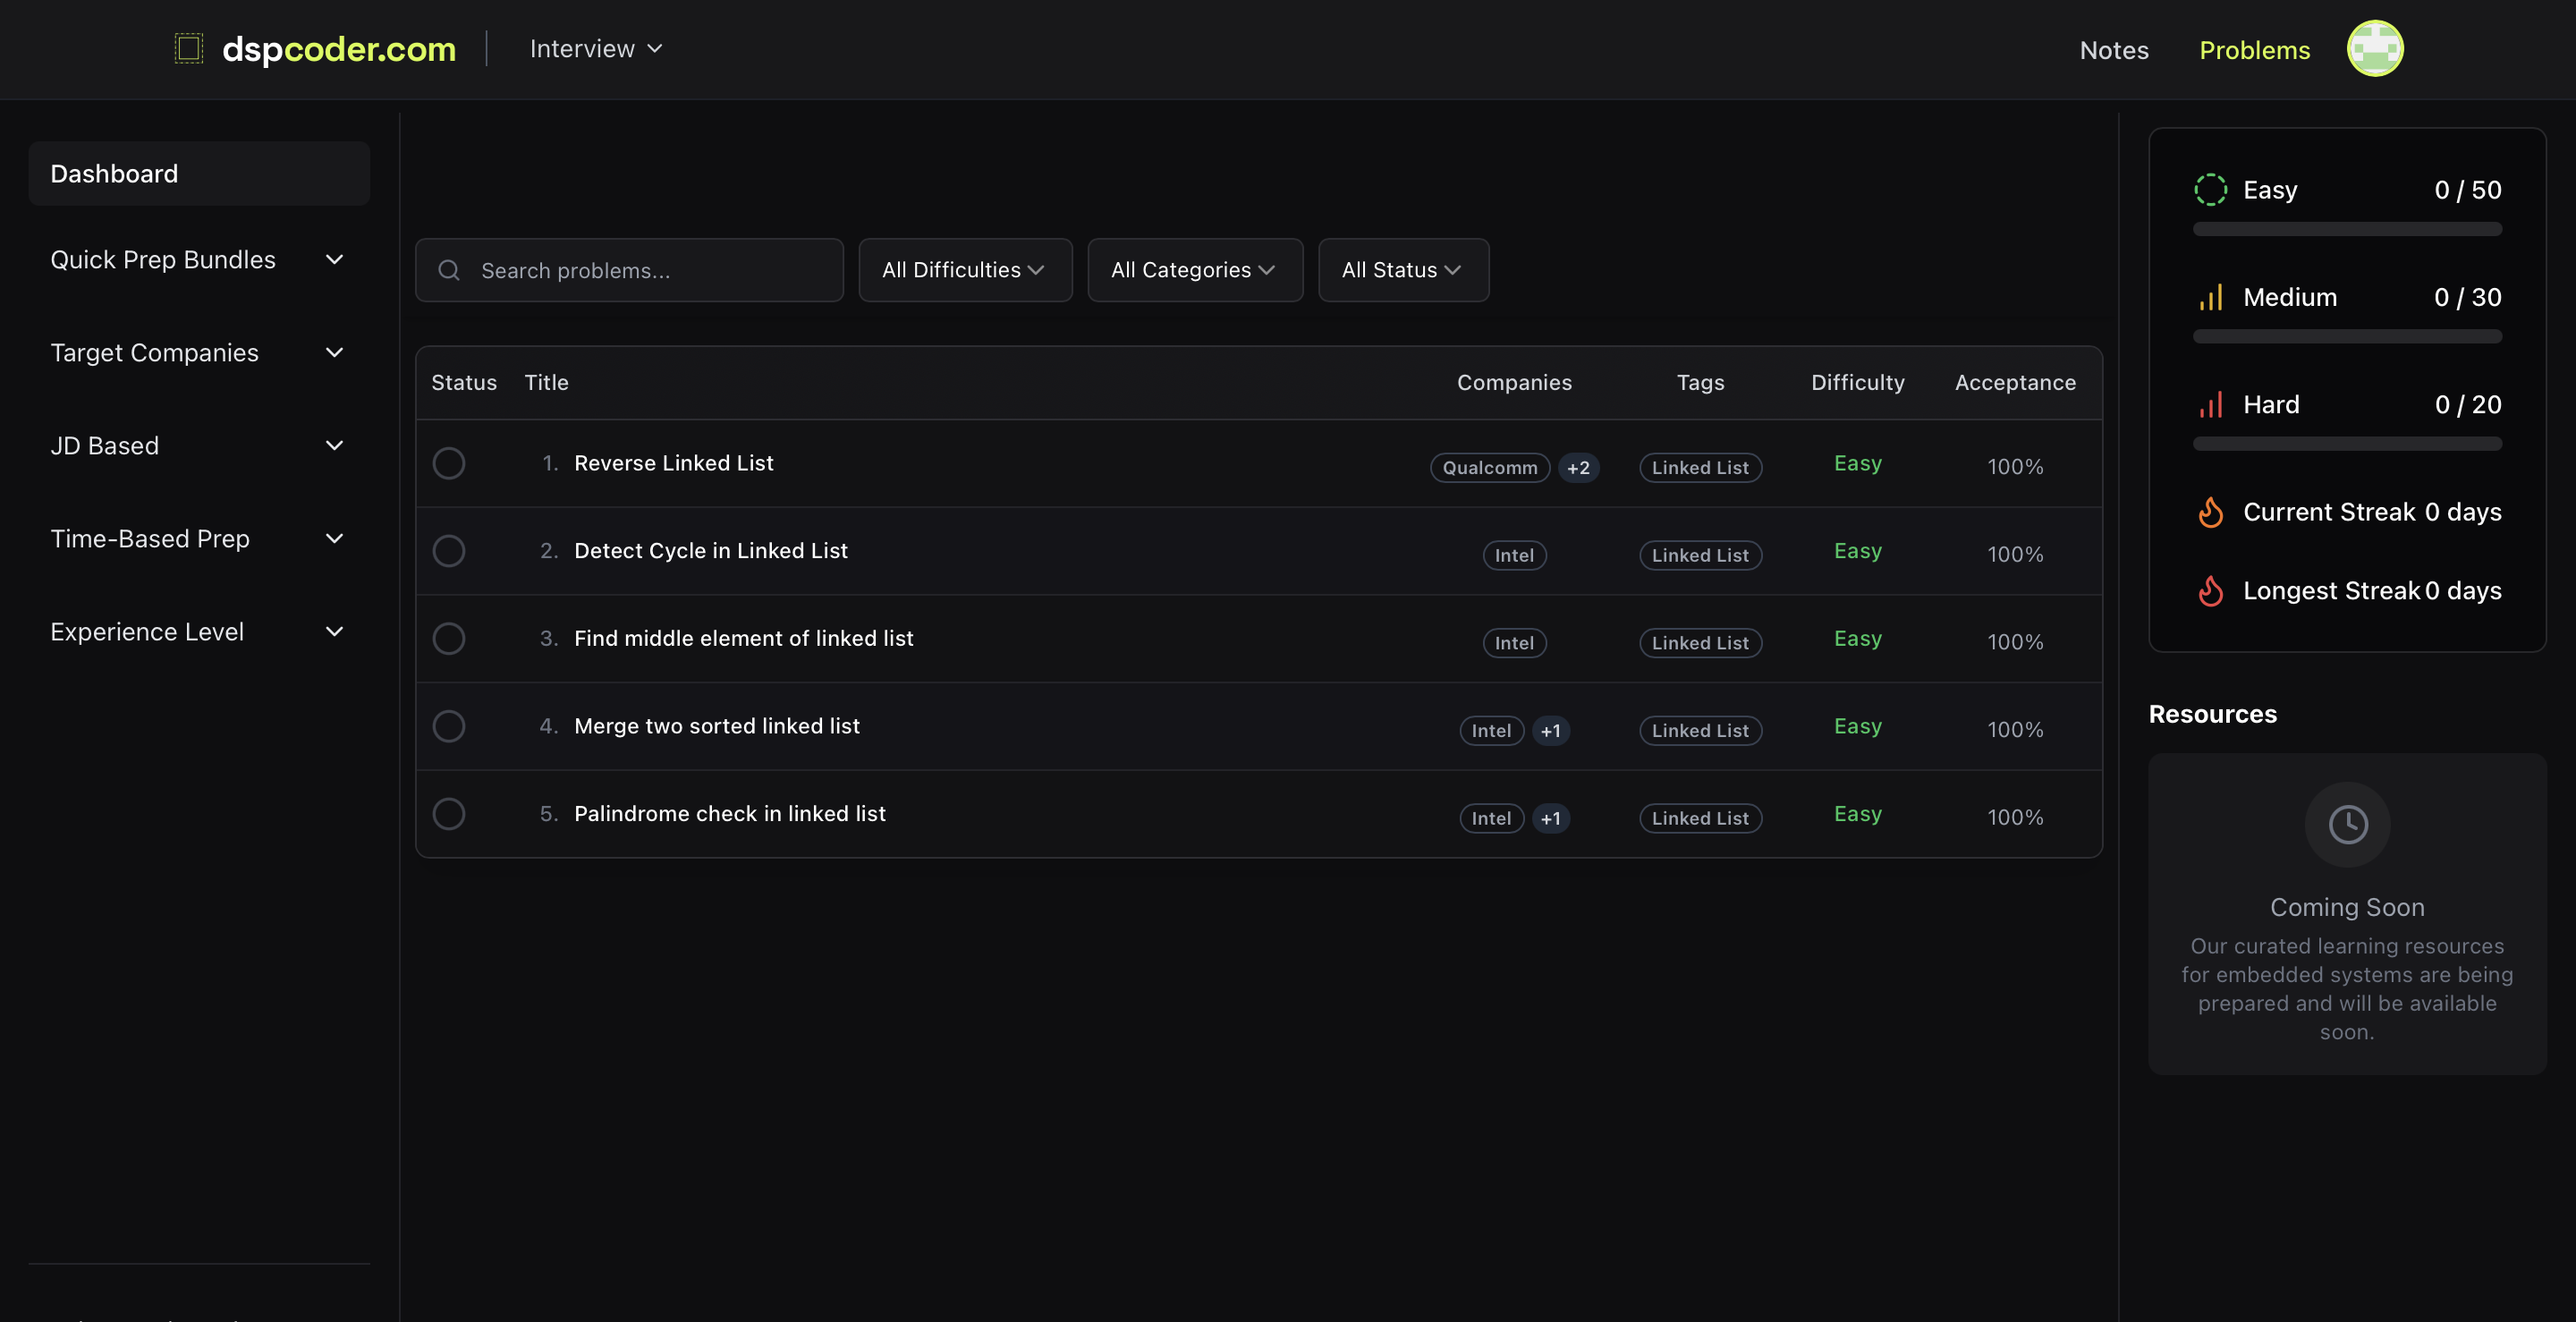 dspcoder.com
Interview
Notes
Problems
Dashboard
Quick Prep Bundles
Target Companies
JD Based
Time-Based Prep
Experience Level
Search problems...
All Difficulties
All Categories
All Status
Status Title Companies Tags Difficulty Acceptance
1. Reverse Linked List Qualcomm +2 Linked List Easy 100%
2. Detect Cycle in Linked List Intel Linked List Easy 100%
3. Find middle element of linked list Intel Linked List Easy 100%
4. Merge two sorted linked list Intel +1 Linked List Easy 100%
5. Palindrome check in linked list Intel +1 Linked List Easy 100%
Easy 0 / 50
Medium 0 / 30
Hard 0 / 20
Current Streak 0 days
Longest Streak 0 days
Resources
Coming Soon
Our curated learning resources
for embedded systems are being
prepared and will be available
soon.